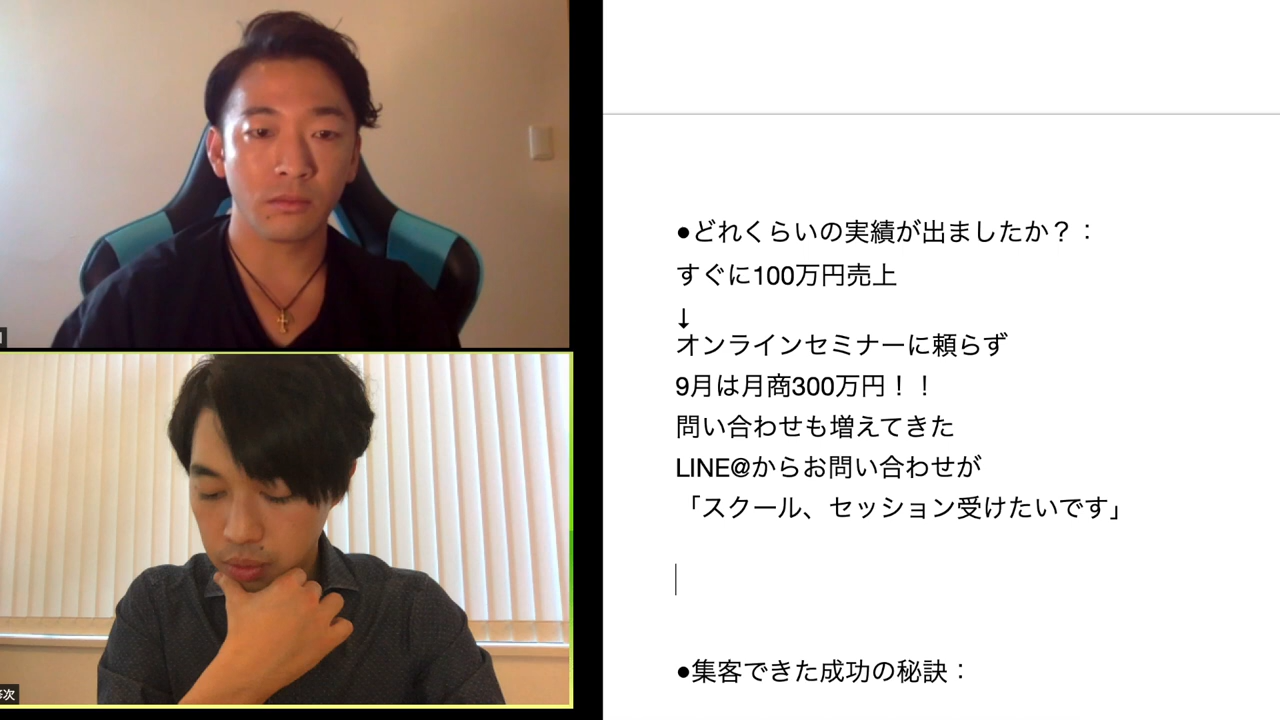 ●どれくらいの実績が出ましたか？：
すぐに100万円売上
↓
オンラインセミナーに頼らず
9月は月商300万円！！
問い合わせも増えてきた
LINE@からお問い合わせが
「スクール、セッション受けたいです」
●集客できた成功の秘訣：
次